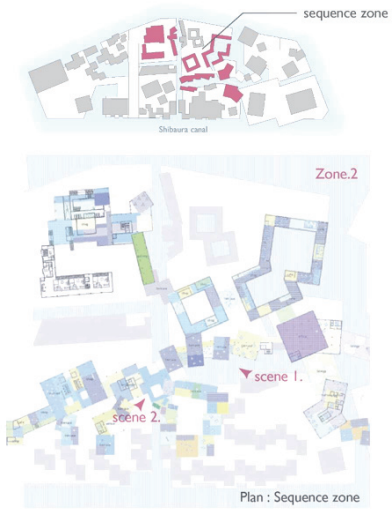 sequence zone
Shibaura canal
Zone.2
scene 1.
scene 2.
Plan : Sequence zone